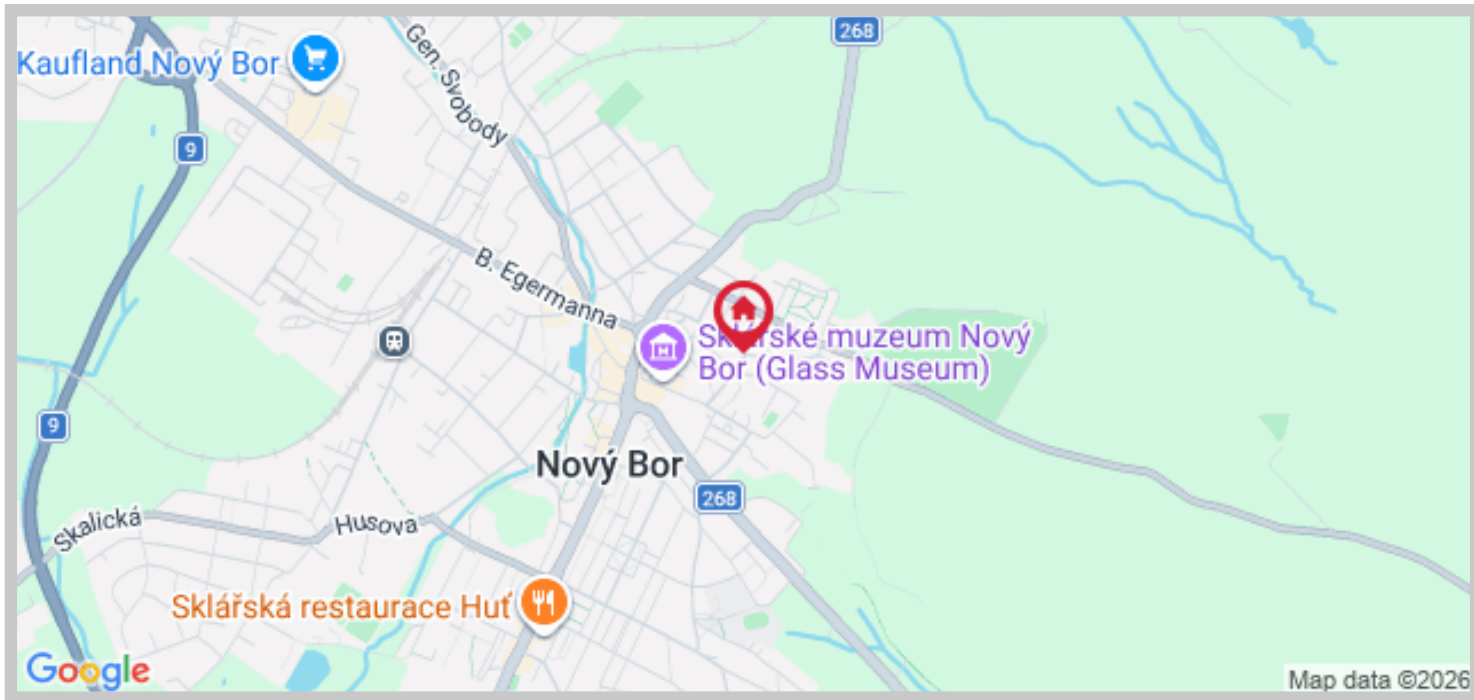 268
Kaufland Nový Bor
Gen. Svobody
9
B. Egermanna
Sklářské muzeum Nový
Bor (Glass Museum)
9
Nový Bor
268
Skalická
Husova
Sklářská restaurace Huť
Google
Map data ©2026